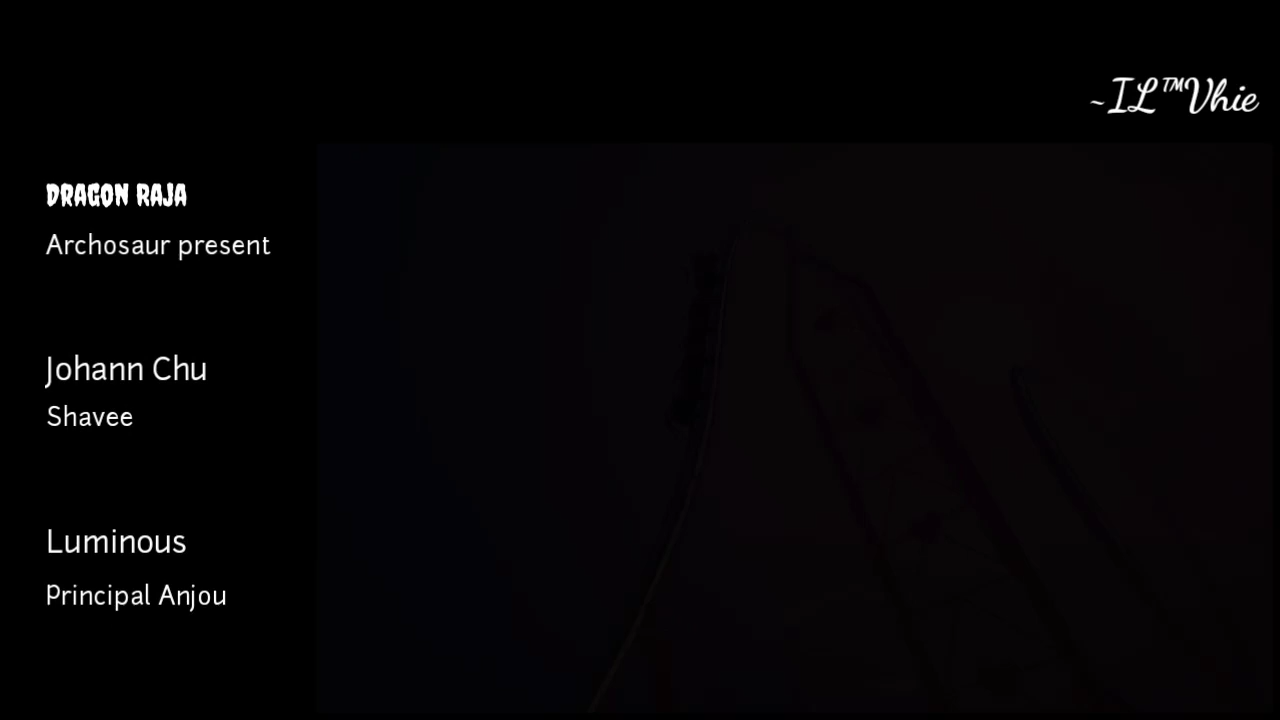 ~IL™Vhie
DRAGON RAJA
Archosaur present
Johann Chu
Shavee
Luminous
Principal Anjou